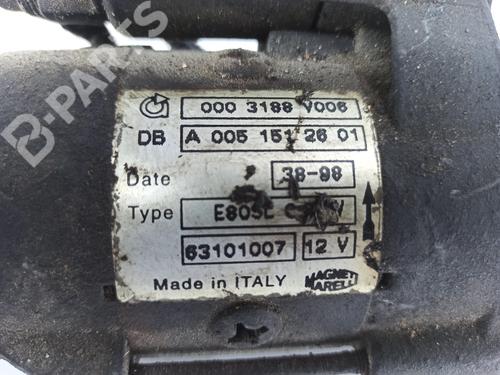 B-PARTS
000 3188 V006
DB A 005 151 26 01
Date 38-98
Type E80SL
63101007 12 V
Made in ITALY MAGNETI MARELLI